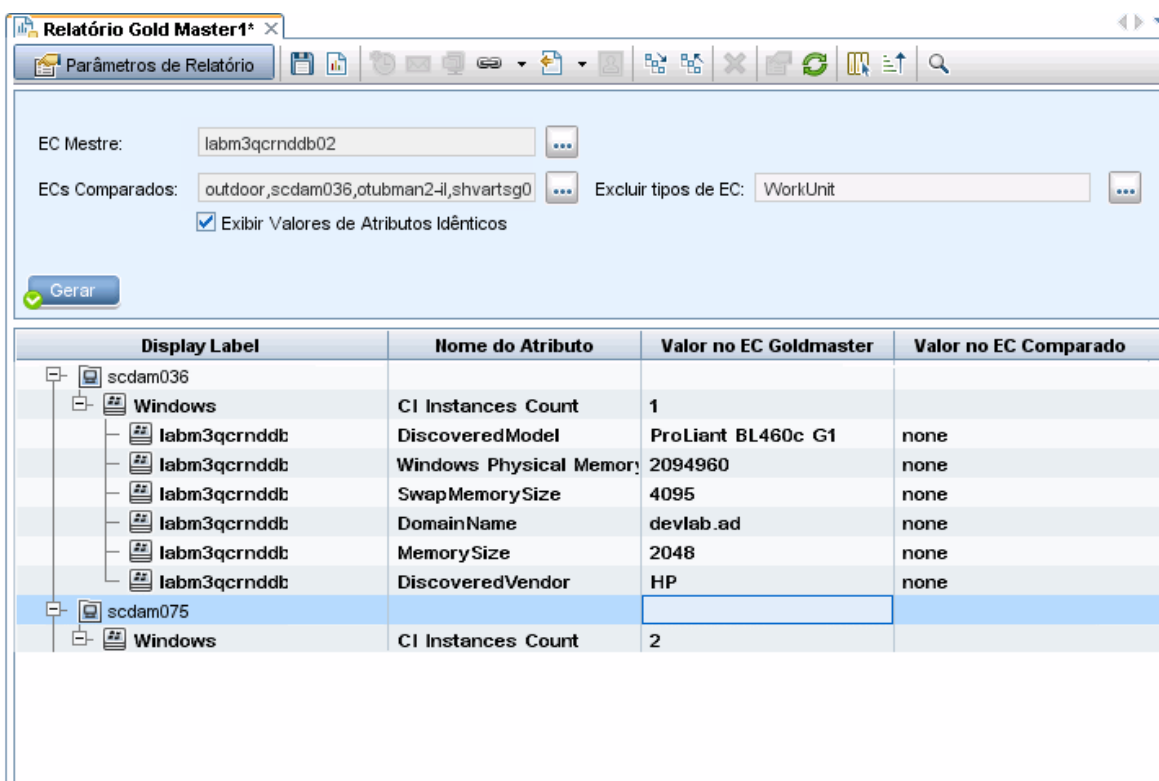 Relatório Gold Master1*
Parâmetros de Relatório
EC Mestre: labm3qcrnddb02
ECs Comparados: outdoor,scdam036,otubman2-il,shvartsg0 Excluir tipos de EC: WorkUnit
Exibir Valores de Atributos Idênticos
Gerar
Display Label Nome do Atributo Valor no EC Goldmaster Valor no EC Comparado
scdam036
Windows CI Instances Count 1
labm3qcrnddb DiscoveredModel ProLiant BL460c G1 none
labm3qcrnddb Windows Physical Memory 2094960 none
labm3qcrnddb SwapMemorySize 4095 none
labm3qcrnddb DomainName devlab.ad none
labm3qcrnddb MemorySize 2048 none
labm3qcrnddb DiscoveredVendor HP none
scdam075
Windows CI Instances Count 2